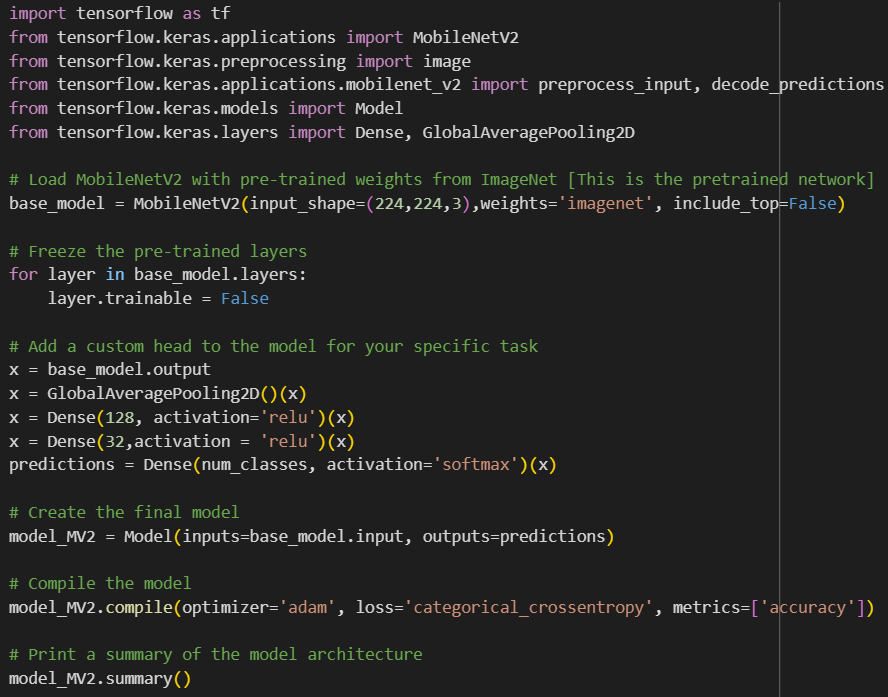 import tensorflow as tf
from tensorflow.keras.applications import MobileNetV2
from tensorflow.keras.preprocessing import image
from tensorflow.keras.applications.mobilenet_v2 import preprocess_input, decode_predictions
from tensorflow.keras.models import Model
from tensorflow.keras.layers import Dense, GlobalAveragePooling2D

# Load MobileNetV2 with pre-trained weights from ImageNet [This is the pretrained network]
base_model = MobileNetV2(input_shape=(224,224,3),weights='imagenet', include_top=False)

# Freeze the pre-trained layers
for layer in base_model.layers:
    layer.trainable = False

# Add a custom head to the model for your specific task
x = base_model.output
x = GlobalAveragePooling2D()(x)
x = Dense(128, activation='relu')(x)
x = Dense(32,activation = 'relu')(x)
predictions = Dense(num_classes, activation='softmax')(x)

# Create the final model
model_MV2 = Model(inputs=base_model.input, outputs=predictions)

# Compile the model
model_MV2.compile(optimizer='adam', loss='categorical_crossentropy', metrics=['accuracy'])

# Print a summary of the model architecture
model_MV2.summary()